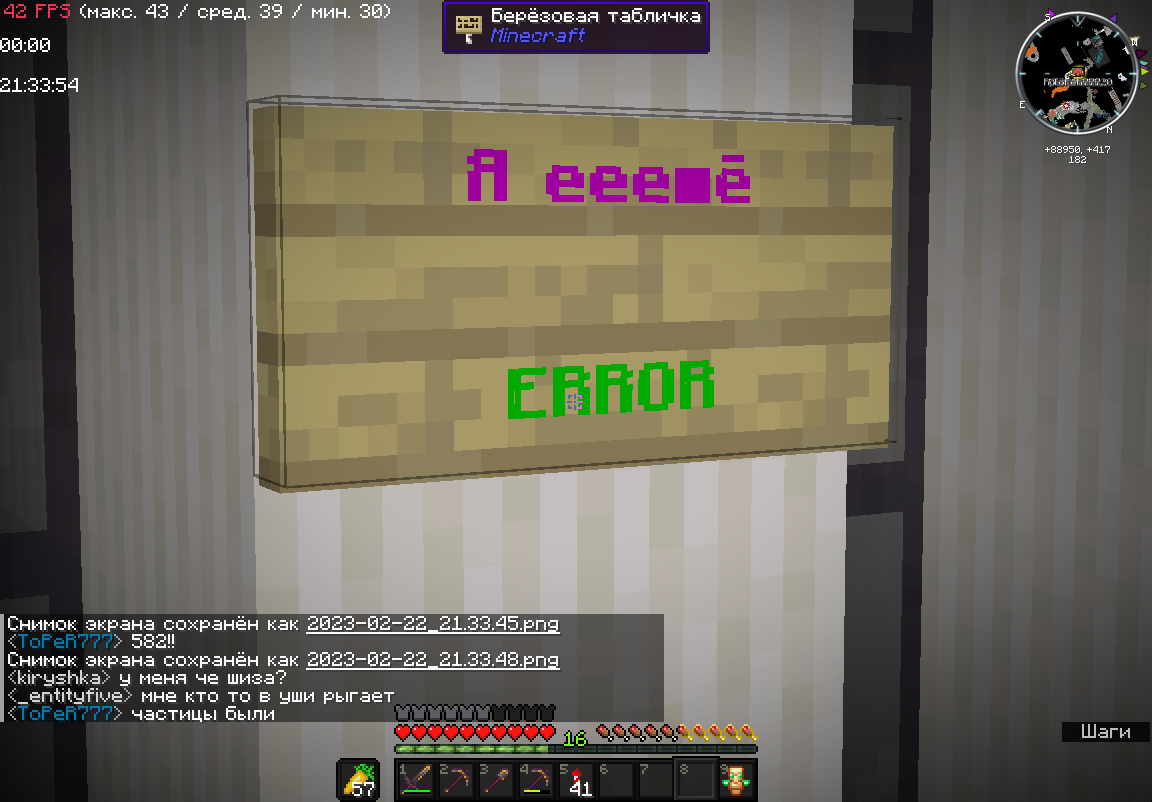 42 FPS (макс. 43 / сред. 39 / мин. 30)
00:00
21:33:54
Берёзовая табличка
Minecraft
S
W
E
N
+88950, +417
182
A eee■ē
ERROR
Снимок экрана сохранён как 2023-02-22_21.33.45.png
<ToPeR777> 582!!
Снимок экрана сохранён как 2023-02-22_21.33.48.png
<kiryshka> у меня че шиза?
<_entityfive> мне кто то в уши рыгает
<ToPeR777> частицы были
16
Шаги
57
1 2 3 4 5 6 7 8 9
41